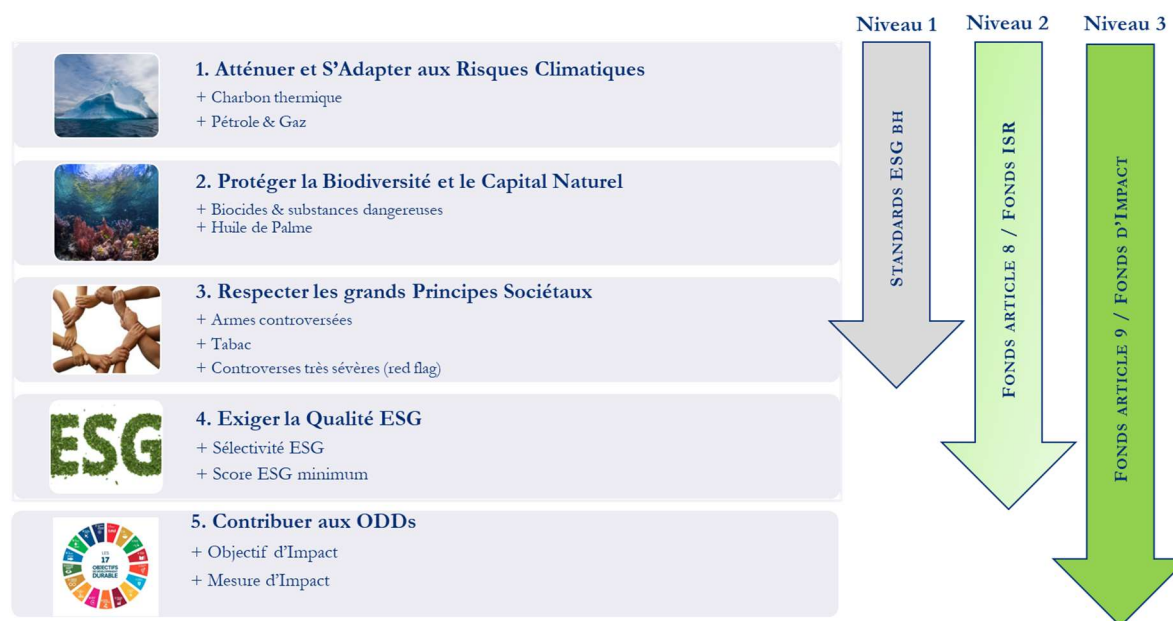 Niveau 1
Niveau 2
Niveau 3
1. Atténuer et S’Adapter aux Risques Climatiques
+ Charbon thermique
+ Pétrole & Gaz
2. Protéger la Biodiversité et le Capital Naturel
+ Biocides & substances dangereuses
+ Huile de Palme
3. Respecter les grands Principes Sociétaux
+ Armes controversées
+ Tabac
+ Controverses très sévères (red flag)
ESG
4. Exiger la Qualité ESG
+ Sélectivité ESG
+ Score ESG minimum
LES
17
OBJECTIFS
DURABLE
5. Contribuer aux ODDs
+ Objectif d’Impact
+ Mesure d’Impact
STANDARDS ESG BH
FONDS ARTICLE 8 / FONDS ISR
FONDS ARTICLE 9 / FONDS D’IMPACT